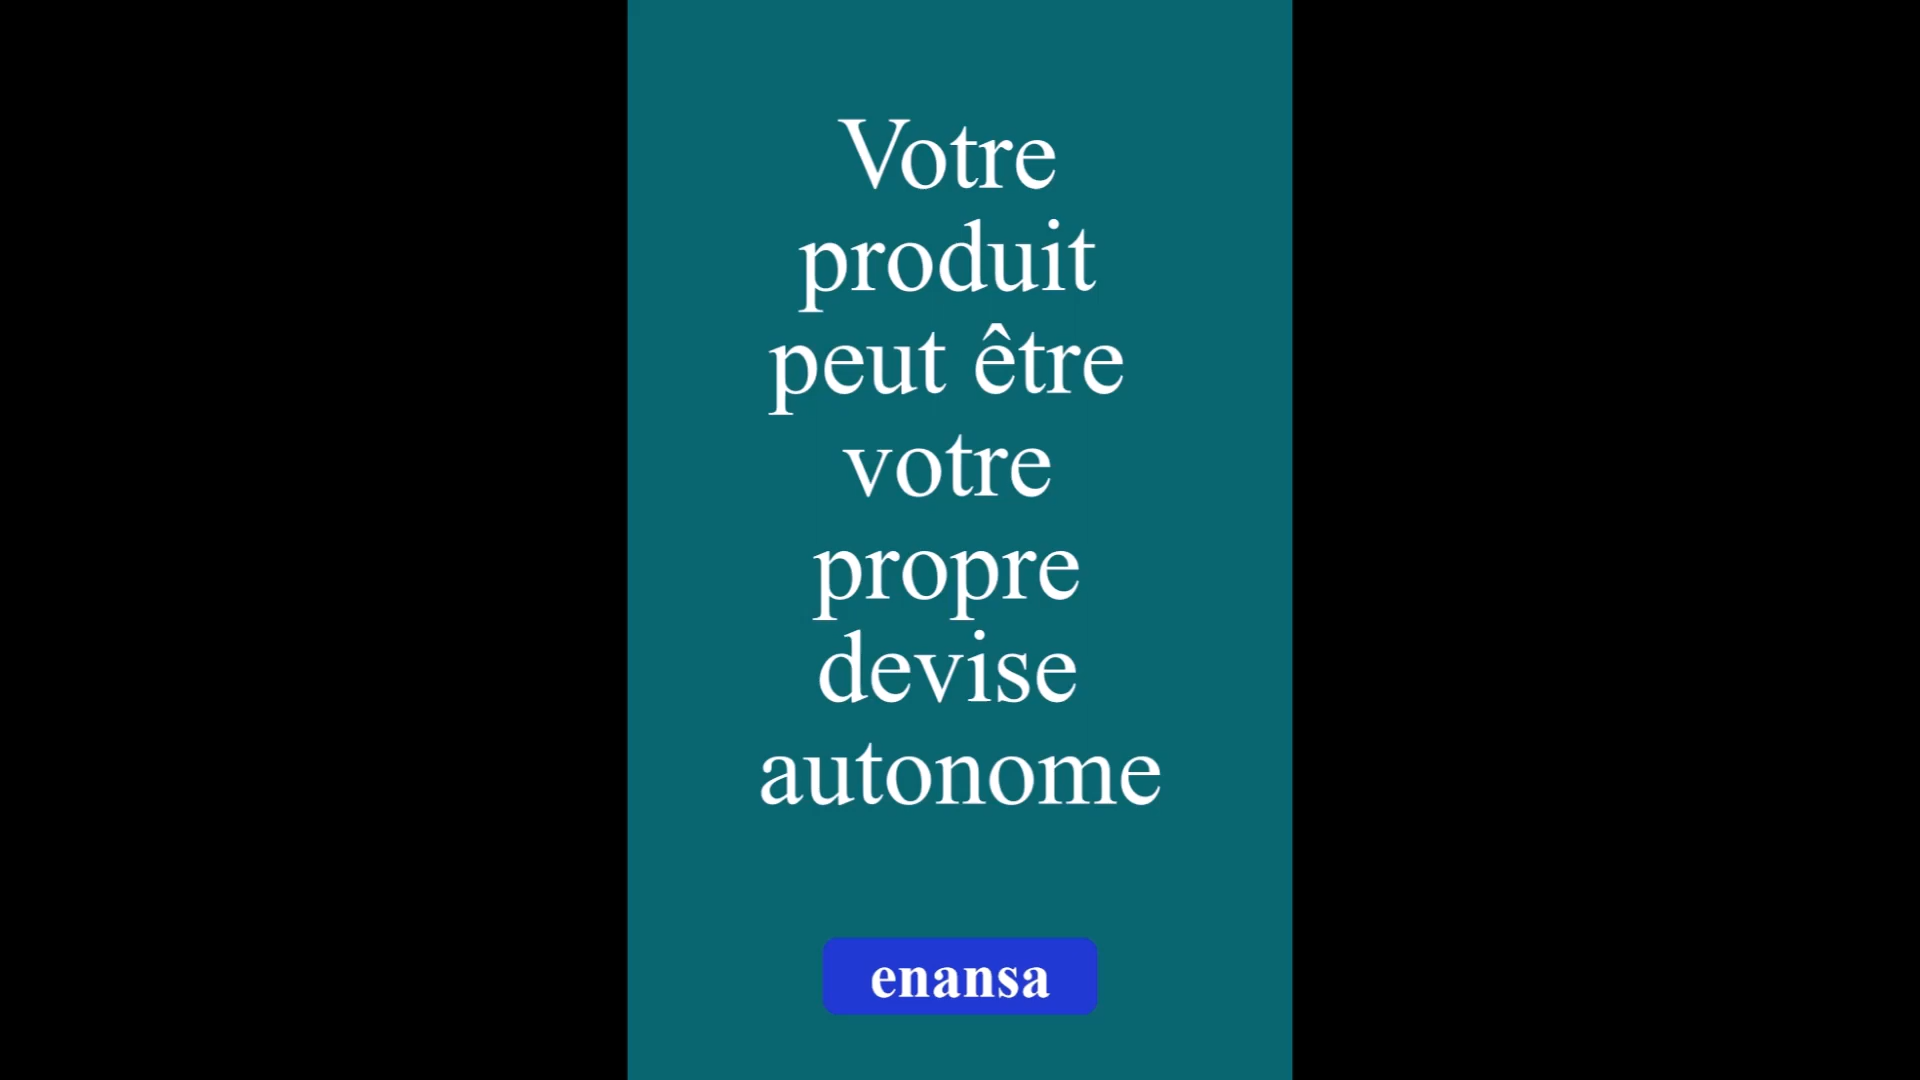 Votre
produit
peut être
votre
propre
devise
autonome
enansa